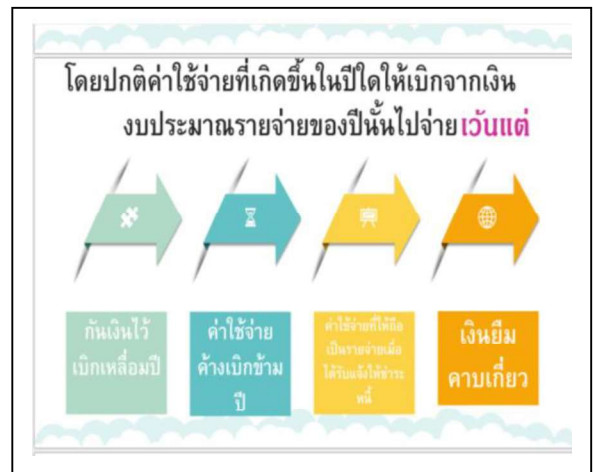 โดยปกติค่าใช้จ่ายที่เกิดขึ้นในปีใดให้เบิกจากเงิน
งบประมาณรายจ่ายของปีนั้นไปจ่าย เว้นแต่
กันเงินไว้
เบิกเหลื่อมปี
ค่าใช้จ่าย
ค้างเบิกข้าม
ปี
ค่าใช้จ่ายที่ให้ถือ
เป็นรายจ่ายเมื่อ
ได้รับแจ้งให้ชำระ
หนี้
เงินยืม
คาบเกี่ยว